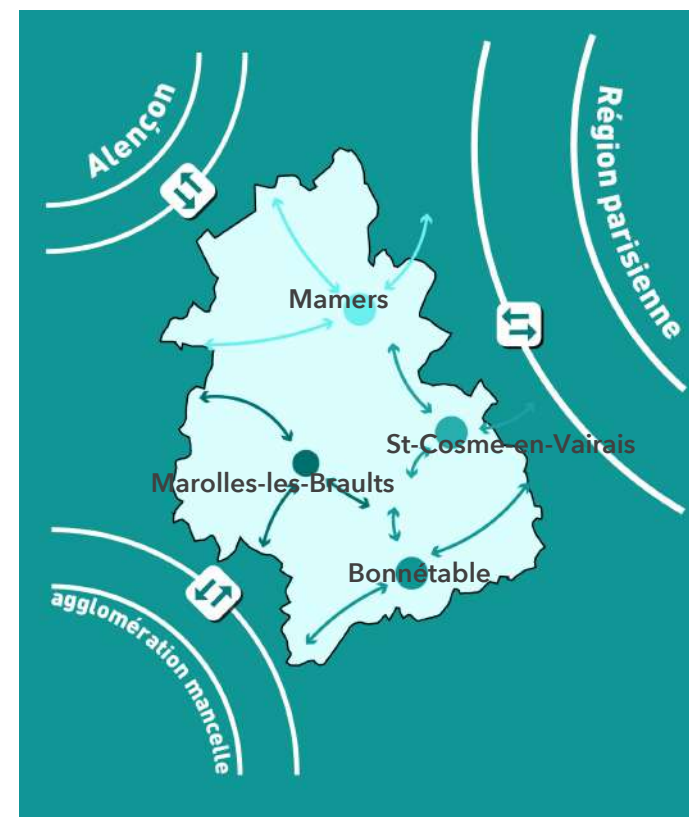 Alençon
Région parisienne
Mamers
St-Cosme-en-Vairais
Marolles-les-Braults
Bonnétable
agglomération mancelle